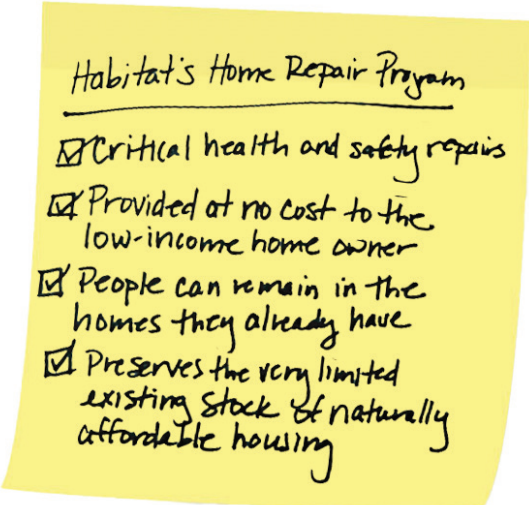 Habitat's Home Repair Program
☑ Critical health and safety repairs
☑ Provided at no cost to the
low-income home owner
☑ People can remain in the
homes they already have
☑ Preserves the very limited
existing stock of naturally
affordable housing